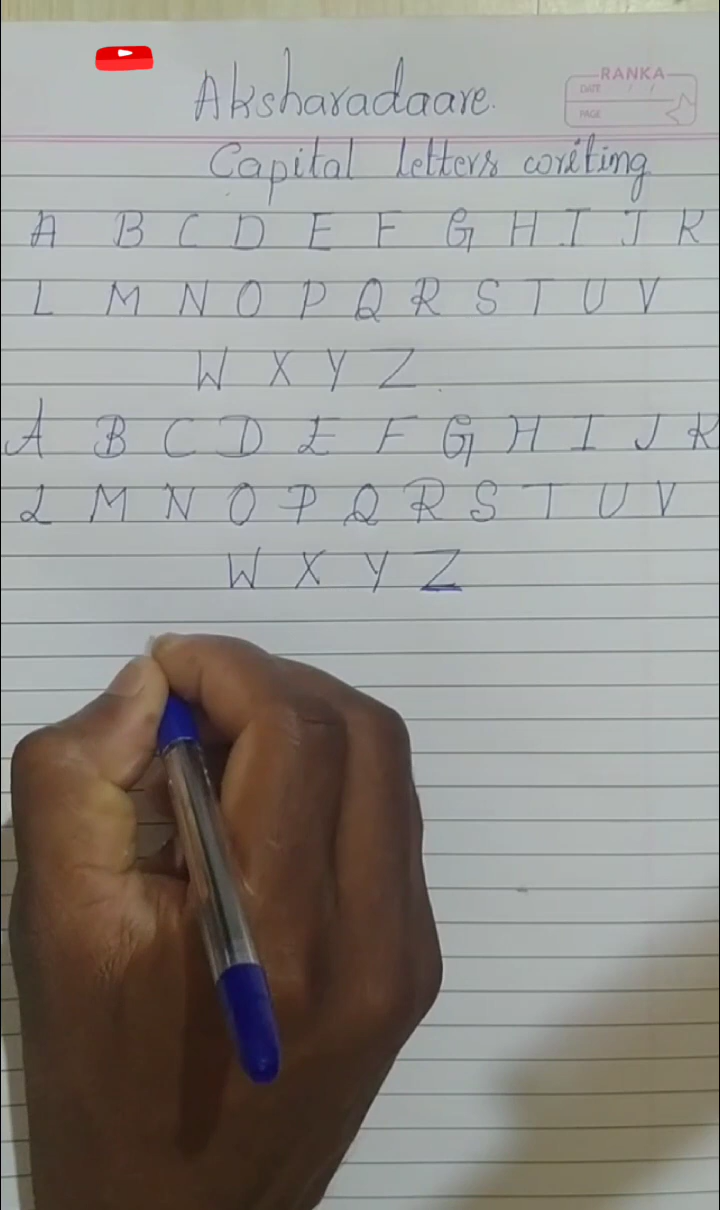 RANKA
DATE / /
PAGE
Aksharadaare.
Capital letters writing
A B C D E F G H I J K
L M N O P Q R S T U V
W X Y Z
A B C D E F G H I J K
L M N O P Q R S T U V
W X Y Z